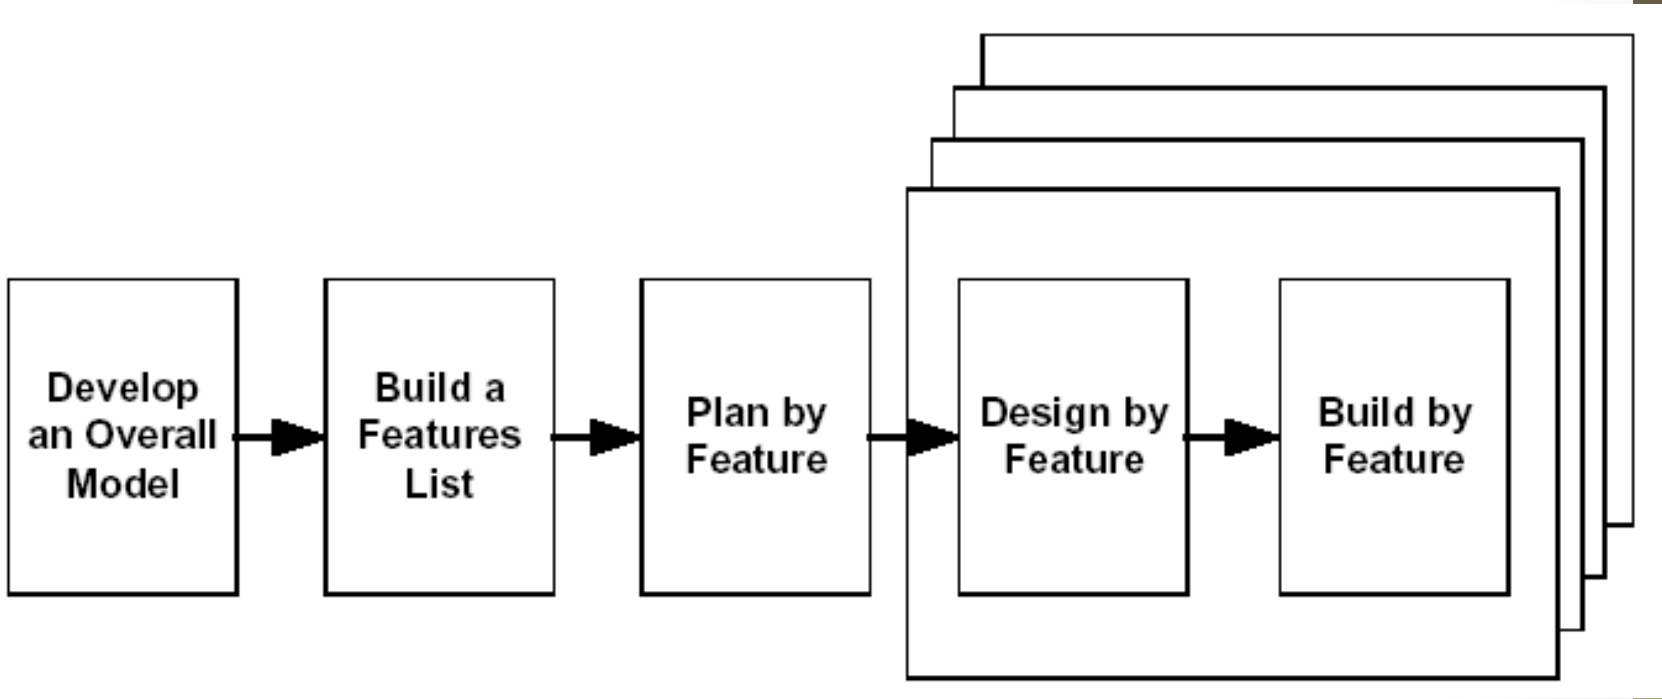 Develop
an Overall
Model
Build a
Features
List
Plan by
Feature
Design by
Feature
Build by
Feature